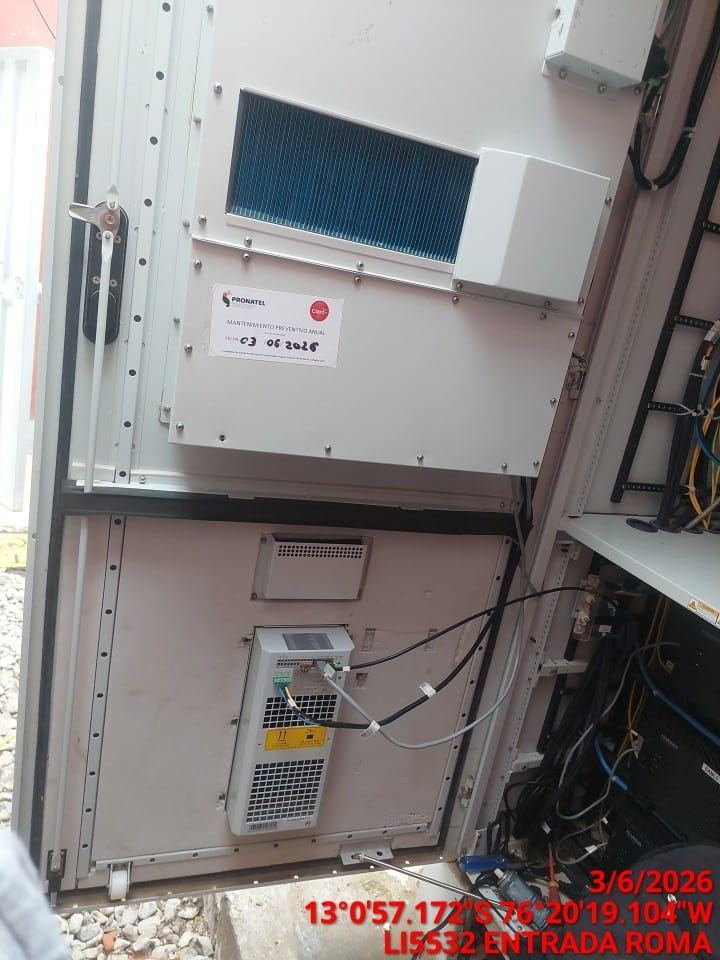 PRONATEL
Claro
MANTENIMIENTO PREVENTIVO ANUAL
FECHA: 03 /06/2026
3/6/2026
13°0'57.172"S 76°20'19.104"W
LI5532 ENTRADA ROMA